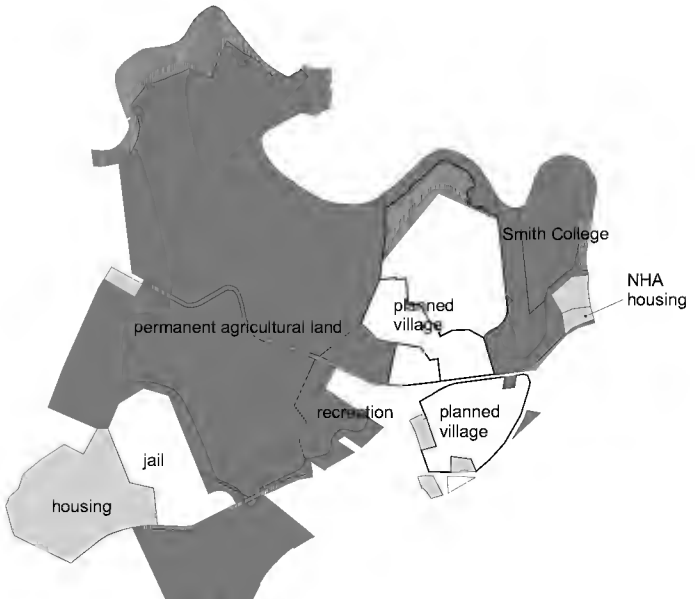 Smith College
NHA
housing
planned
village
permanent agricultural land
recreation
planned
village
jail
housing